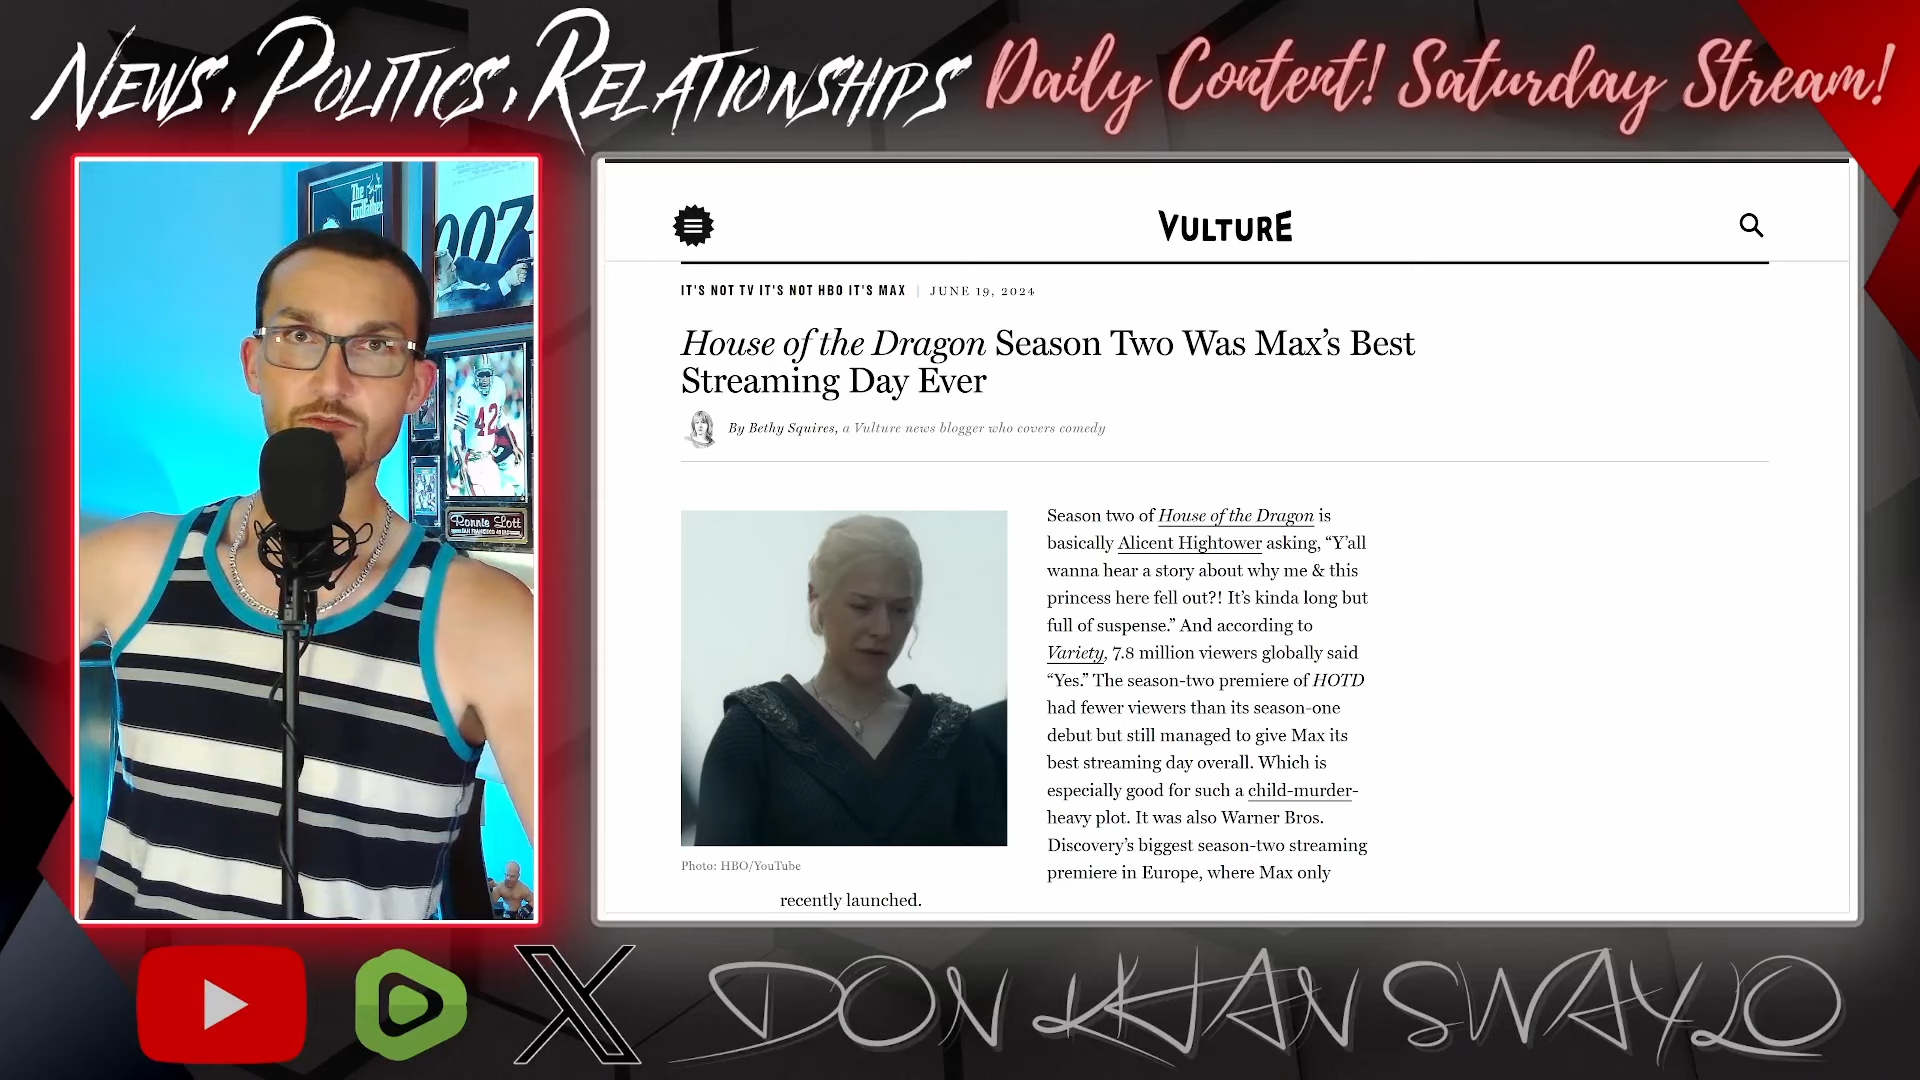 NEWS, POLITICS, RELATIONSHIPS Daily Content! Saturday Stream!
The
Godfather
007
42
Ronnie Lott
SAN FRANCISCO 49ERS
VULTURE
IT'S NOT TV IT'S NOT HBO IT'S MAX | JUNE 19, 2024
House of the Dragon Season Two Was Max’s Best
Streaming Day Ever
By Bethy Squires, a Vulture news blogger who covers comedy
Season two of House of the Dragon is
basically Alicent Hightower asking, “Y’all
wanna hear a story about why me & this
princess here fell out?! It’s kinda long but
full of suspense.” And according to
Variety, 7.8 million viewers globally said
“Yes.” The season-two premiere of HOTD
had fewer viewers than its season-one
debut but still managed to give Max its
best streaming day overall. Which is
especially good for such a child-murder-
heavy plot. It was also Warner Bros.
Discovery’s biggest season-two streaming
premiere in Europe, where Max only
Photo: HBO/YouTube
recently launched.
X DON KHAN SWAYLO